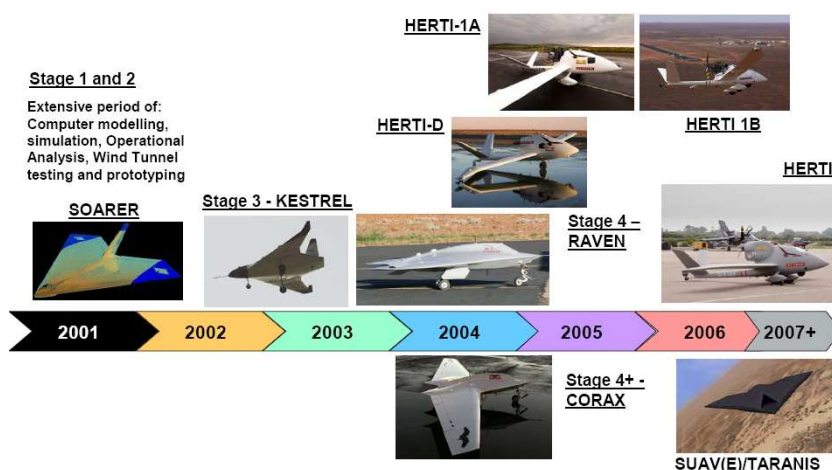 HERTI-1A
Stage 1 and 2
Extensive period of:
Computer modelling,
simulation, Operational
Analysis, Wind Tunnel
testing and prototyping
HERTI-D
HERTI 1B
HERTI
SOARER
Stage 3 - KESTREL
Stage 4 –
RAVEN
2001
2002
2003
2004
2005
2006
2007+
Stage 4+ -
CORAX
SUAV(E)/TARANIS